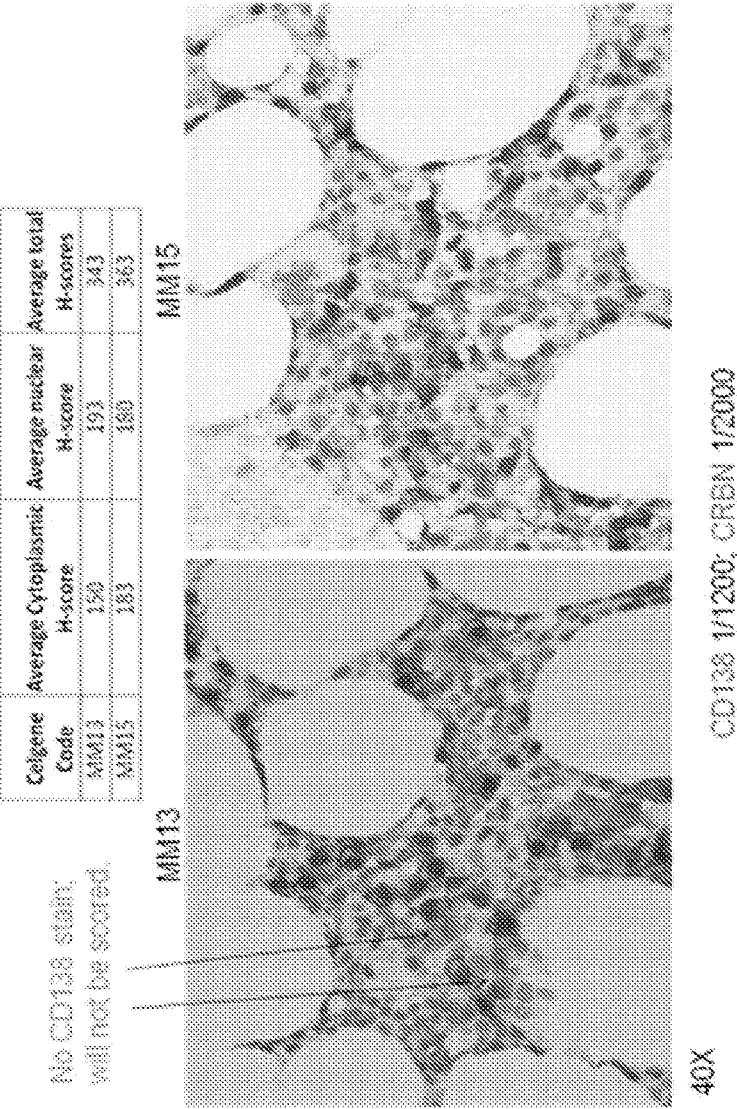 No CD138 stain;
will not be scored.
Celgene Code Average Cytoplasmic H-score Average nuclear H-score Average total H-scores
MM13 150 193 343
MM15 183 180 363
MM13
MM15
40X
CD138 1/1200; CRBN 1/2000